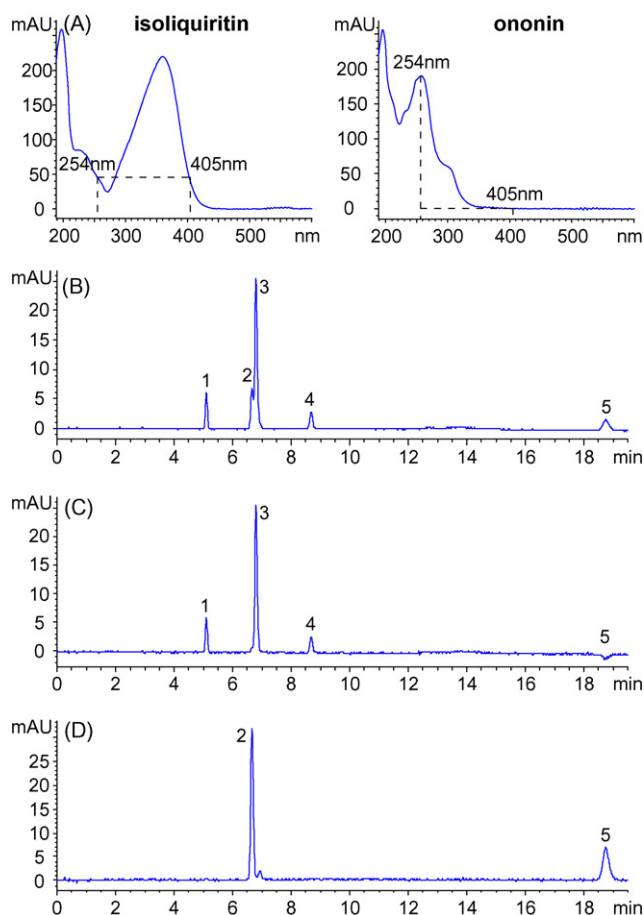 (A) isoliquiritin ononin
mAU mAU
200 200
150 150
100 100
50 50
0 0
254nm 405nm 254nm 405nm
200 300 400 500 nm 200 300 400 500 nm
(B)
mAU
20
15
10
5
0
1 2 3 4 5
0 2 4 6 8 10 12 14 16 18 min
(C)
mAU
20
15
10
5
0
1 3 4 5
0 2 4 6 8 10 12 14 16 18 min
(D)
mAU
25
20
15
10
5
0
2 5
0 2 4 6 8 10 12 14 16 18 min